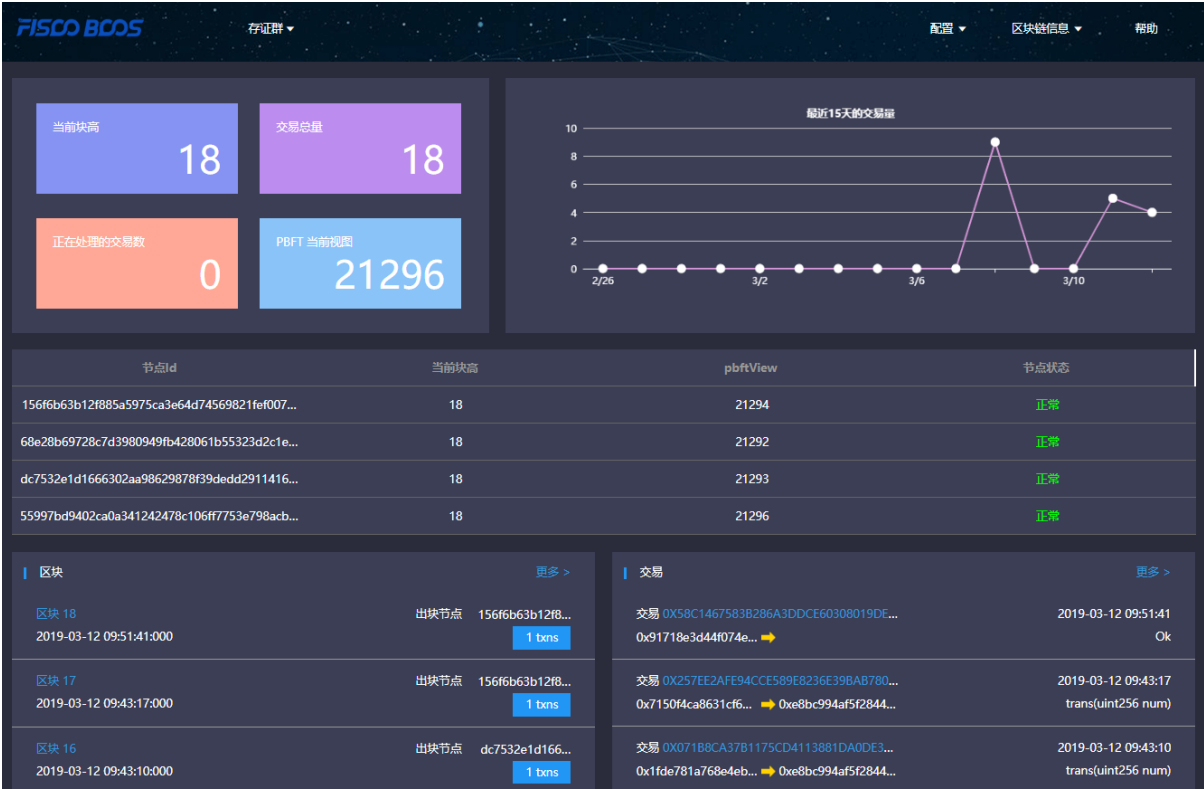 FISCO BCOS
存证群
配置
区块链信息
帮助
当前块高
18
交易总量
18
正在处理的交易数
0
PBFT 当前视图
21296
最近15天的交易量
10
8
6
4
2
0
2/26 3/2 3/6 3/10
节点Id 当前块高 pbftView 节点状态
156f6b63b12f885a5975ca3e64d74569821fef007... 18 21294 正常
68e28b69728c7d3980949fb428061b55323d2c1e... 18 21292 正常
dc7532e1d1666302aa98629878f39dedd2911416... 18 21293 正常
55997bd9402ca0a341242478c106ff7753e798acb... 18 21296 正常
区块 更多 >
区块 18 出块节点 156f6b63b12f8...
2019-03-12 09:51:41:000 1 txns
区块 17 出块节点 156f6b63b12f8...
2019-03-12 09:43:17:000 1 txns
区块 16 出块节点 dc7532e1d166...
2019-03-12 09:43:10:000 1 txns
交易 更多 >
交易 0X58C1467583B286A3DDCE60308019DE... 2019-03-12 09:51:41
0x91718e3d44f074e... Ok
交易 0X257EE2AFE94CCE589E8236E39BAB780... 2019-03-12 09:43:17
0x7150f4ca8631cf6... 0xe8bc994af5f2844... trans(uint256 num)
交易 0X071B8CA37B1175CD4113881DA0DE3... 2019-03-12 09:43:10
0x1fde781a768e4eb... 0xe8bc994af5f2844... trans(uint256 num)